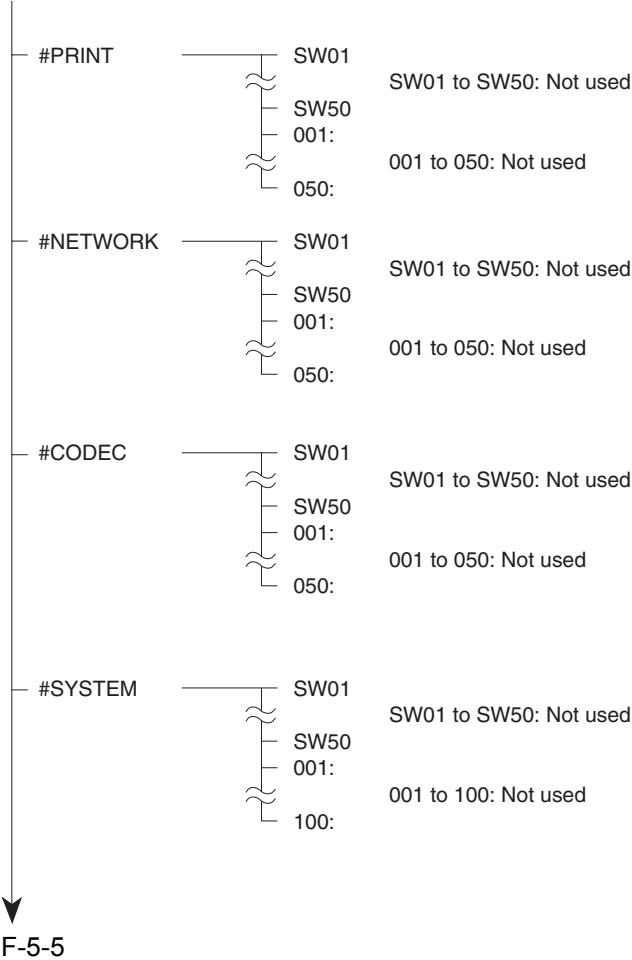 #PRINT SW01
SW01 to SW50: Not used
SW50
001:
001 to 050: Not used
050:
#NETWORK SW01
SW01 to SW50: Not used
SW50
001:
001 to 050: Not used
050:
#CODEC SW01
SW01 to SW50: Not used
SW50
001:
001 to 050: Not used
050:
#SYSTEM SW01
SW01 to SW50: Not used
SW50
001:
001 to 100: Not used
100:
F-5-5